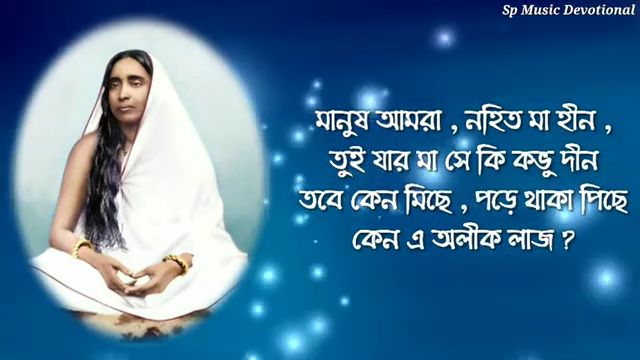 Sp Music Devotional
মানুষ আমরা , নহিত মা হীন ,
তুই যার মা সে কি কভু দীন
তবে কেন মিছে , পড়ে থাকা পিছে
কেন এ অলীক লাজ ?